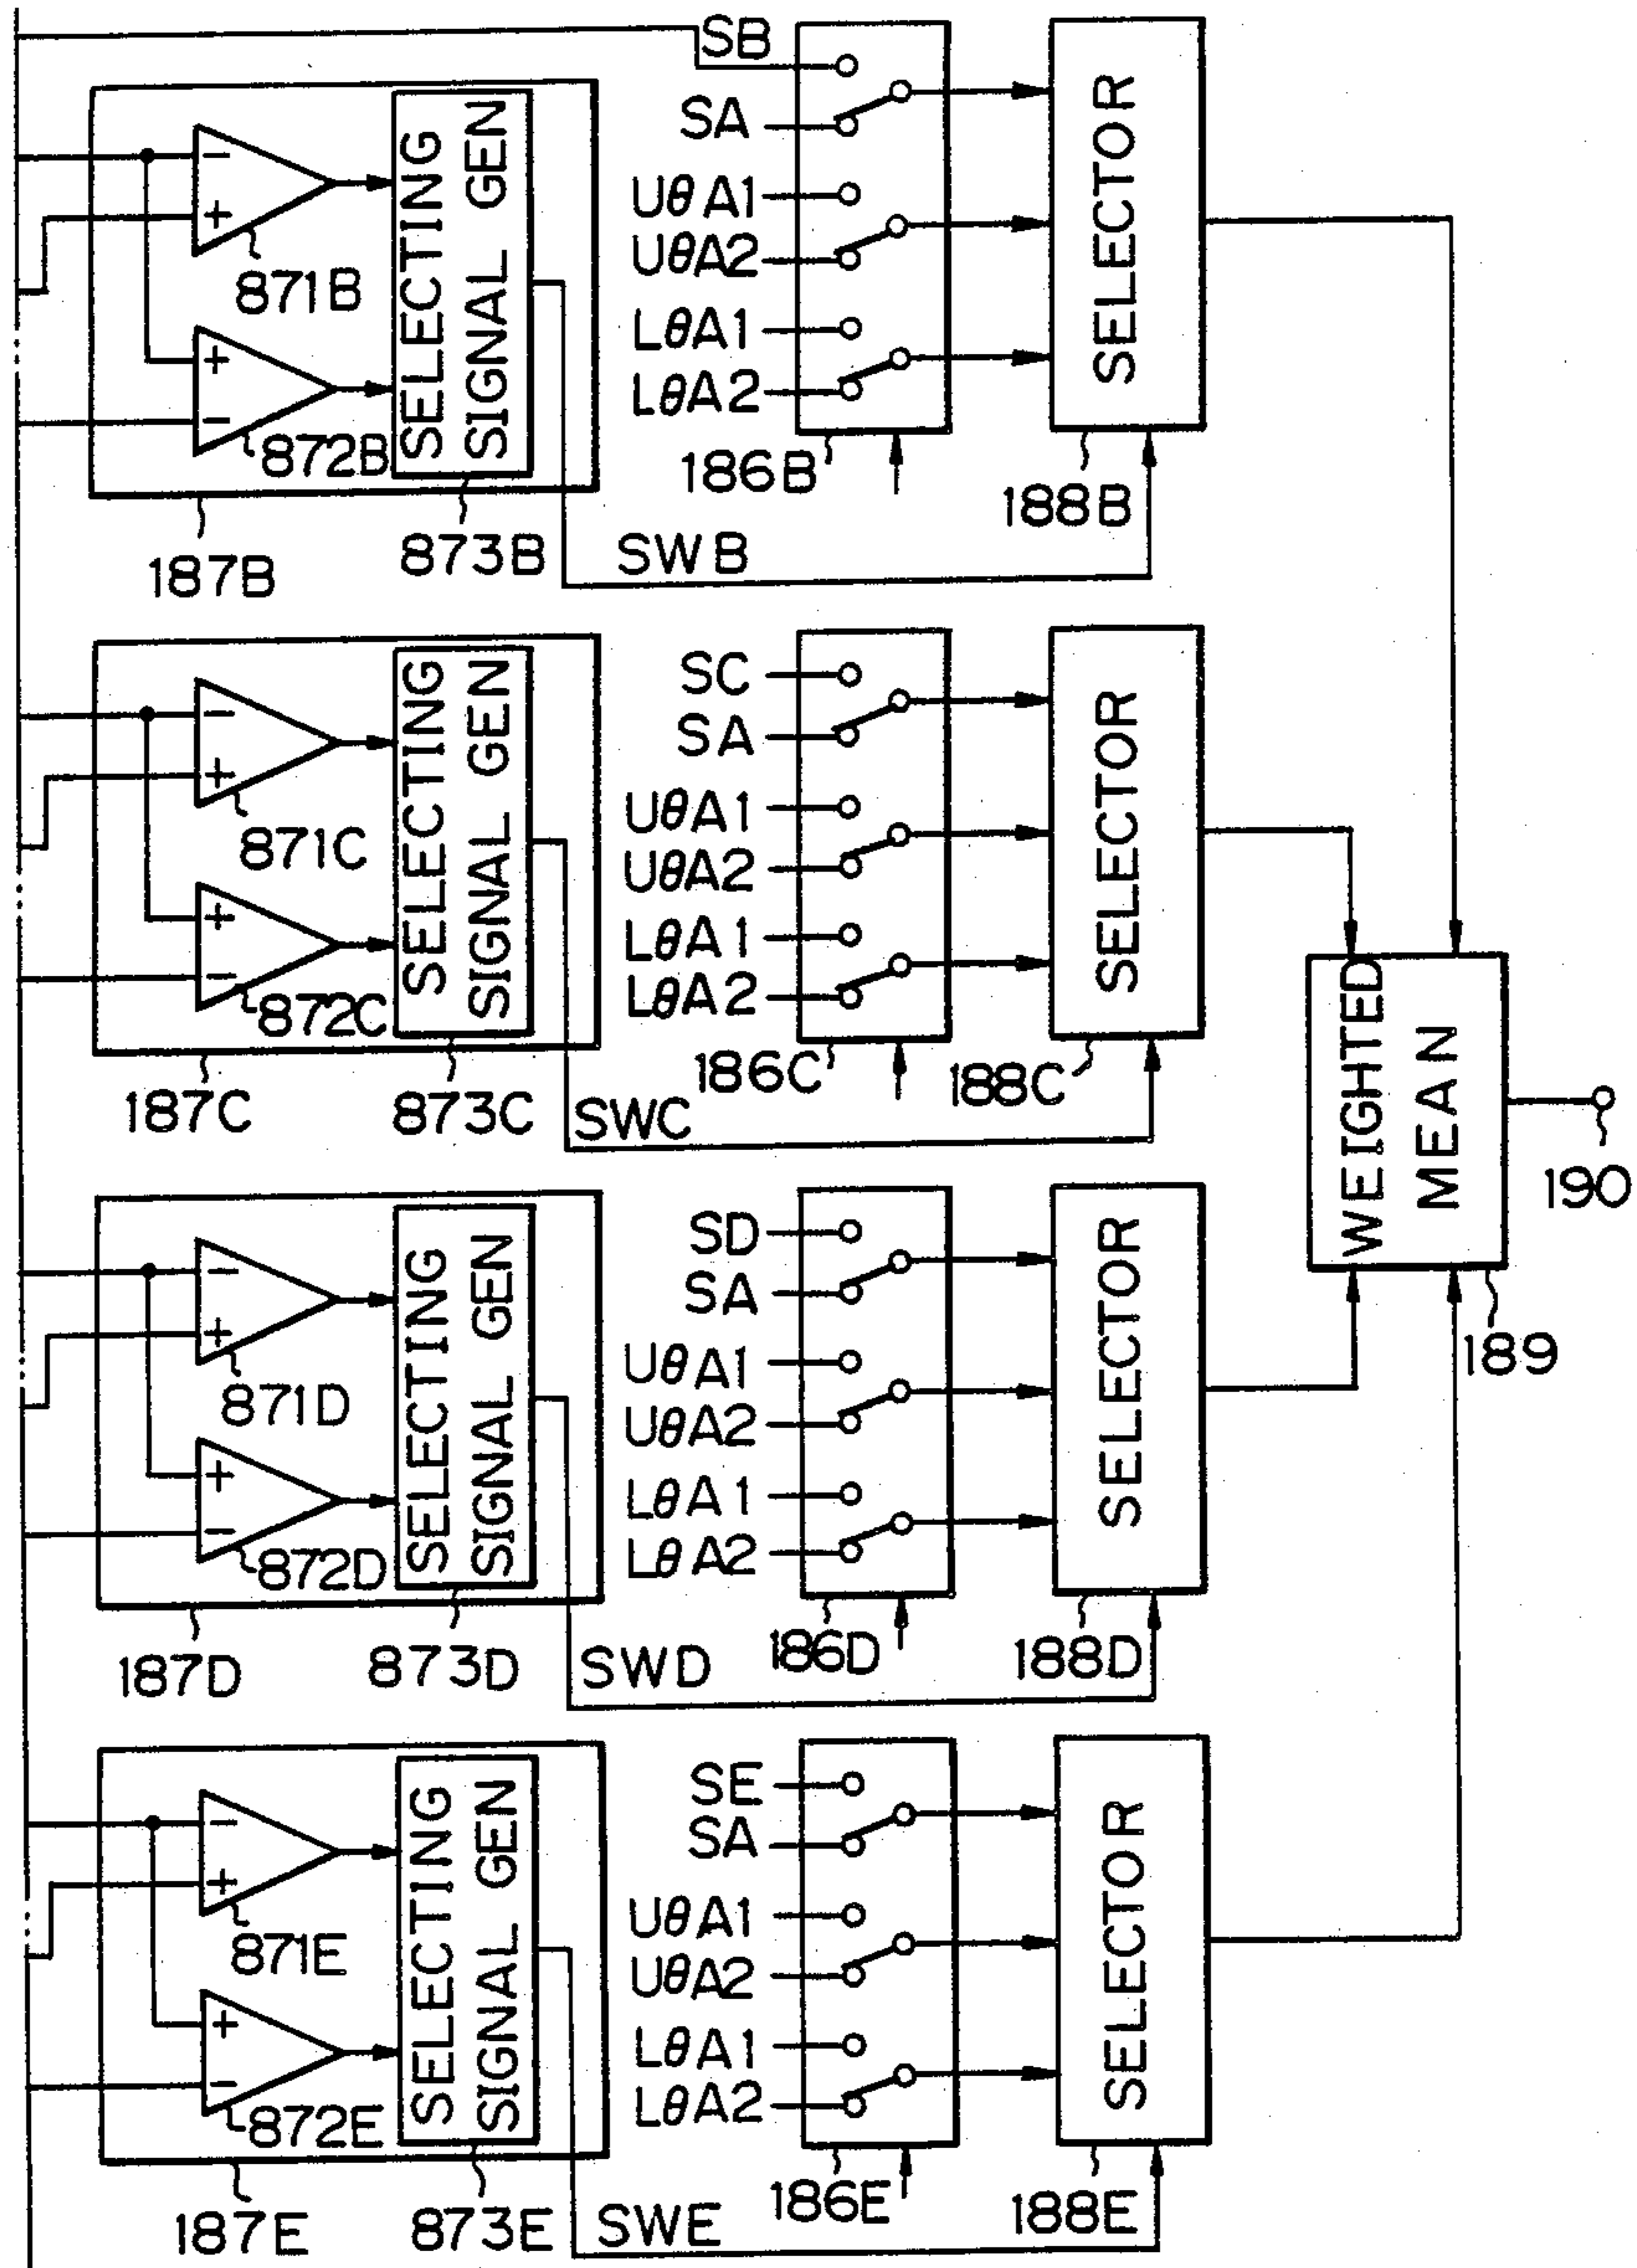 SB
SA
UθA1
UθA2
LθA1
LθA2
871B
872B
SELECTING
SIGNAL GEN
SELECTOR
186B
188B
187B
873B
SWB
SC
SA
UθA1
UθA2
LθA1
LθA2
871C
872C
SELECTING
SIGNAL GEN
SELECTOR
186C
188C
187C
873C
SWC
WEIGHTED
MEAN
190
189
SD
SA
UθA1
UθA2
LθA1
LθA2
871D
872D
SELECTING
SIGNAL GEN
SELECTOR
186D
188D
187D
873D
SWD
SE
SA
UθA1
UθA2
LθA1
LθA2
871E
872E
SELECTING
SIGNAL GEN
SELECTOR
186E
188E
187E
873E
SWE